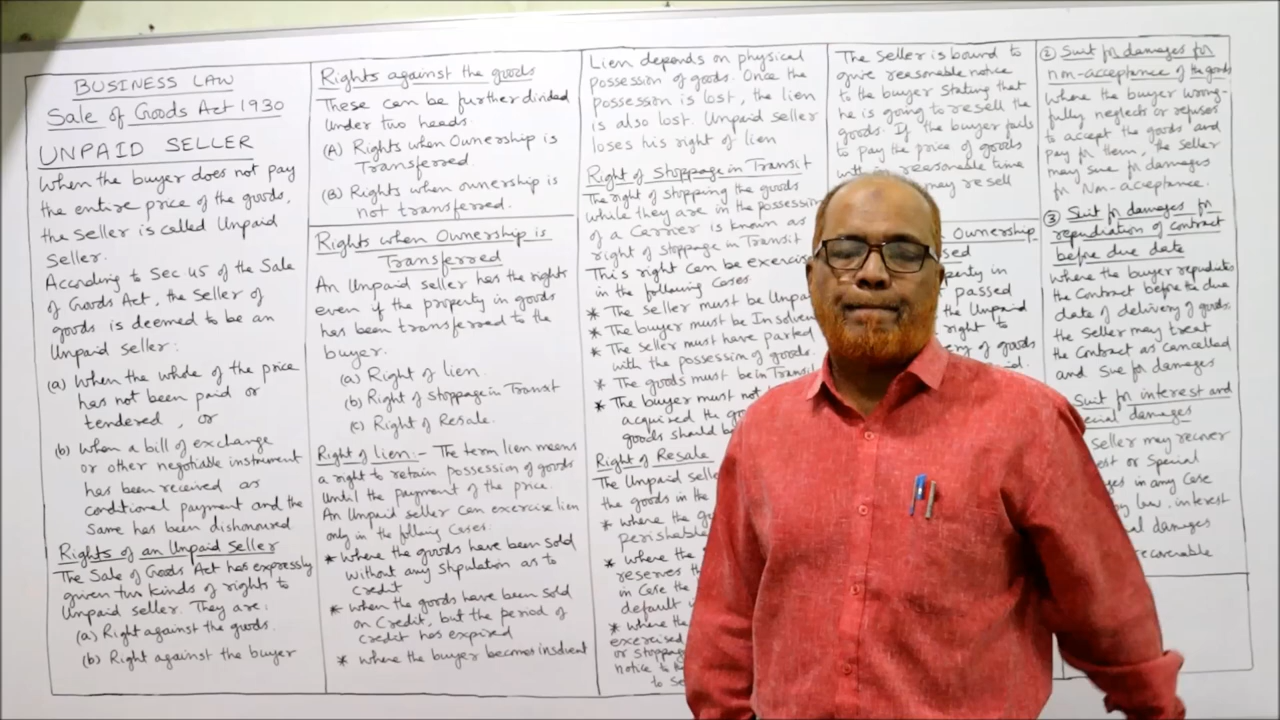 BUSINESS LAW
Sale of Goods Act 1930
UNPAID SELLER
When the buyer does not pay
the entire price of the goods,
the seller is called Unpaid
Seller.
According to Sec 45 of the Sale
of Goods Act, the Seller of
goods is deemed to be an
Unpaid seller:
(a) When the whole of the price
has not been paid or
tendered, or
(b) When a bill of exchange
or other negotiable instrument
has been received as
conditional payment and the
same has been dishonoured
Rights of an Unpaid Seller
The Sale of Goods Act has expressly
given two kinds of rights to
Unpaid seller. They are:
(a) Right against the goods.
(b) Right against the buyer
Rights against the goods
These can be further divided
under two heads.
(A) Rights when Ownership is
Transferred.
(B) Rights when ownership is
not transferred.
Rights when Ownership is
Transferred
An Unpaid seller has the rights
even if the property in goods
has been transferred to the
buyer.
(a) Right of lien.
(b) Right of stoppage in Transit
(c) Right of Resale.
Right of lien:- The term lien means
a right to retain possession of goods
Until the payment of the price.
An Unpaid seller can exercise lien
only in the following cases:
* where the goods have been sold
without any stipulation as to
credit
* when the goods have been sold
on credit, but the period of
credit has expired
* where the buyer becomes insolvent
Lien depends on physical
possession of goods. Once the
possession is lost, the lien
is also lost. Unpaid seller
loses his right of lien
Right of Stoppage in Transit
The right of stopping the goods
while they are in the possession
of a Carrier is known as
right of stoppage in Transit
This right can be
in the following cases
* The seller must be
* The buyer must be
* The seller must have parted
with the possession of goods.
* The goods must be in Transit
* The buyer must not
acquired the
goods should
Right of Resale
The Unpaid
the goods in the
* where the
* where the
reserves
in case the
default
* where the
exercised
or
notice to
to
The seller is bound to
give reasonable notice
to the buyer stating that
he is going to resell the
goods. If the buyer fails
to pay the price of goods
reasonable time
may resell
Ownership
in
passed
the Unpaid
right to
of goods
② Suit for damages for
non-acceptance of the goods
where the buyer wrong-
fully neglects or refuses
to accept the goods and
pay for them, the seller
may sue for damages
for Non-acceptance.
③ Suit for damages for
repudiation of contract
before due date
where the buyer repudiates
the Contract before the due
date of delivery of goods.
the seller may treat
the contract as cancelled
and sue for damages
Suit for interest and
damages
seller may recover
or Special
in any case
law. interest
damages
recoverable